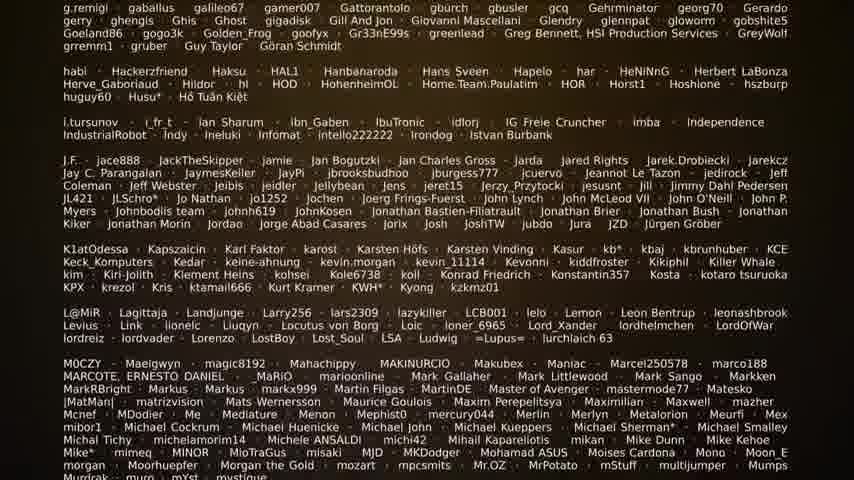 g.remigi · gaballus · galileo67 · gamer007 · Gattorantolo · gburch · gbusler · gcq · Gehrminator · georg70 · Gerardo
gerry · ghengis · Ghis · Ghost · gigadisk · Gill And Jon · Giovanni Mascellani · Glendry · glennpat · gloworm · gobshite5
Goeland86 · gogo3k · Golden_Frog · goofyx · Gr33nE99s · greenlead · Greg Bennett, HSI Production Services · GreyWolf
grremm1 · gruber · Guy Taylor · Göran Schmidt
habi · Hackerzfriend · Haksu · HAL1 · Hanbanaroda · Hans Sveen · Hapelo · har · HeNiNnG · Herbert LaBonza
Herve_Gaboriaud · Hildor · hl · HOD · HohenheimOL · Home.Team.Paulatim · HOR · Horst1 · Hoshione · hszburp
huguy60 · Husu* · Hồ Tuấn Kiệt
i.tursunov · i_fr_t · Ian Sharum · ibn_Gaben · IbuTronic · idlorj · IG Freie Cruncher · imba · Independence
IndustrialRobot · Indy · Ineluki · Infomat · intello222222 · Irondog · Istvan Burbank
J.F. · jace888 · JackTheSkipper · Jamie · Jan Bogutzki · Jan Charles Gross · Jarda · Jared Rights · Jarek.Drobiecki · Jarekcz
Jay C. Parangalan · JaymesKeller · JayPi · jbrooksbudhoo · jburgess777 · jcuervo · Jeannot Le Tazon · jedirock · Jeff
Coleman · Jeff Webster · Jeibis · jeidler · Jellybean · Jens · jeret15 · Jerzy_Przytocki · jesusnt · Jill · Jimmy Dahl Pedersen
JL421 · JLSchro* · Jo Nathan · jo1252 · Jochen · Joerg Frings-Fuerst · John Lynch · John McLeod VII · John O'Neill · John P.
Myers · Johnbodiis team · johnh619 · JohnKosen · Jonathan Bastien-Filiatrault · Jonathan Brier · Jonathan Bush · Jonathan
Kiker · Jonathan Morin · Jordao · Jorge Abad Casares · Jorix · Josh · JoshTW · jubdo · Jura · JZD · Jürgen Gröber
K1atOdessa · Kapszaicin · Karl Faktor · karost · Karsten Höfs · Karsten Vinding · Kasur · kb* · kbaj · kbrunhuber · KCE
Keck_Komputers · Kedar · keine-ahnung · kevin.morgan · kevin_11114 · Kevonni · kiddfroster · Kikiphil · Killer Whale
kim · Kiri-Jolith · Klement Heins · kohsei · Kole6738 · koll · Konrad Friedrich · Konstantin357 · Kosta · kotaro tsuruoka
KPX · krezol · Kris · ktamail666 · Kurt Kramer · KWH* · Kyong · kzkmz01
L@MiR · Lagittaja · Landjunge · Larry256 · lars2309 · lazykiller · LCB001 · lelo · Lemon · Leon Bentrup · leonashbrook
Levius · Link · lionelc · Liuqyn · Locutus von Borg · Loic · loner_6965 · Lord_Xander · lordhelmchen · LordOfWar
lordreiz · lordvader · Lorenzo · LostBoy · Lost_Soul · LSA · Ludwig · =Lupus= · lurchlaich 63
M0CZY · Maelgwyn · magic8192 · Mahachippy · MAKINURCIO · Makubex · Maniac · Marcel250578 · marco188
MARCOTE, ERNESTO DANIEL · _MaRiO · marioonline · Mark Gallaher · Mark Littlewood · Mark Sango · Markken
MarkRBright · Markus · Markus · markx999 · Martin Filgas · MartinDE · Master of Avenger · mastermode77 · Matesko
|MatMan| · matrizvision · Mats Wernersson · Maurice Goulois · Maxim Perepelitsya · Maximilian · Maxwell · mazher
Mcnef · MDodier · Me · Mediature · Menon · Mephist0 · mercury044 · Merlin · Merlyn · Metalorion · Meurfi · Mex
mibor1 · Michael Cockrum · Michael Huenicke · Michael John · Michael Kueppers · Michael Sherman* · Michael Smalley
Michal Tichy · michelamorim14 · Michele ANSALDI · michi42 · Mihail Kapareliotis · mikan · Mike Dunn · Mike Kehoe
Mike* · mimeq · MINOR · MioTraGus · misaki · MJD · MKDodger · Mohamad ASUS · Moises Cardona · Mono · Moon_E
morgan · Moorhuepfer · Morgan the Gold · mozart · mpcsmits · Mr.OZ · MrPotato · mStuff · multijumper · Mumps
Murdrak · muro · mYst · mystique